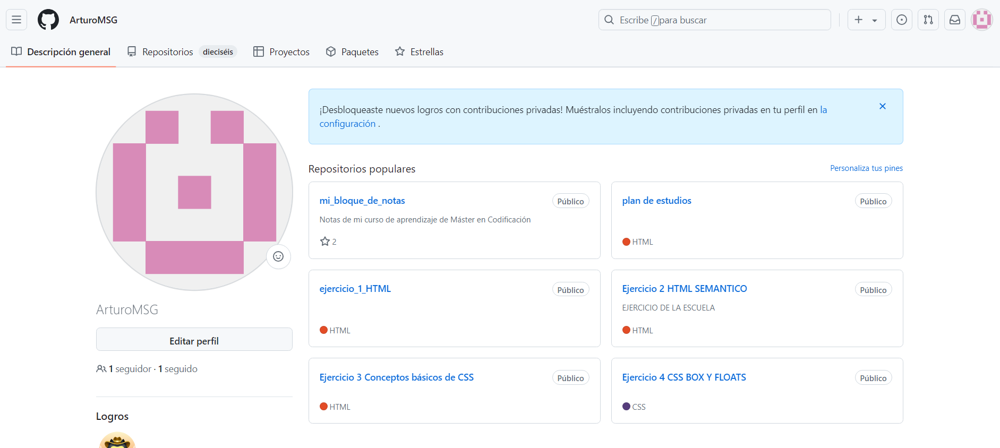 ArturoMSG
Escribe / para buscar
Descripción general
Repositorios dieciséis
Proyectos
Paquetes
Estrellas
¡Desbloqueaste nuevos logros con contribuciones privadas! Muéstralos incluyendo contribuciones privadas en tu perfil en la
configuración .
Repositorios populares
Personaliza tus pines
mi_bloque_de_notas
Público
Notas de mi curso de aprendizaje de Máster en Codificación
2
plan de estudios
Público
HTML
ejercicio_1_HTML
Público
HTML
Ejercicio 2 HTML SEMANTICO
Público
EJERCICIO DE LA ESCUELA
HTML
Ejercicio 3 Conceptos básicos de CSS
Público
HTML
Ejercicio 4 CSS BOX Y FLOATS
Público
CSS
ArturoMSG
Editar perfil
1 seguidor · 1 seguido
Logros